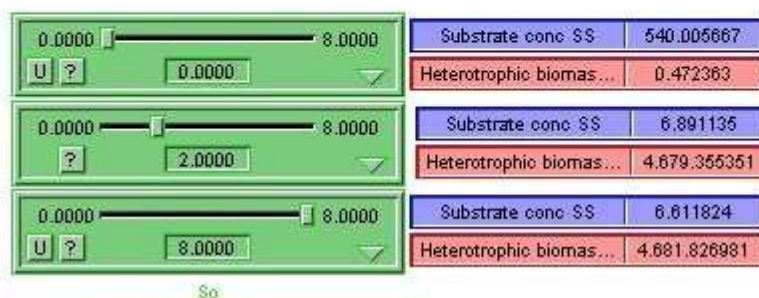 0.0000 8.0000 Substrate conc SS 540.005667
U ? 0.0000 Heterotrophic biomas... 0.472363
0.0000 8.0000 Substrate conc SS 6.891135
? 2.0000 Heterotrophic biomas... 4.679.355351
0.0000 8.0000 Substrate conc SS 6.611824
U ? 8.0000 Heterotrophic biomas... 4.681.826981
So